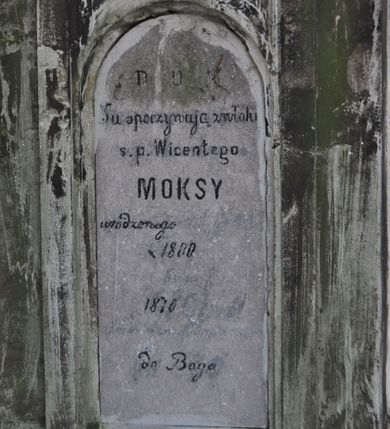 D O M
Tu spoczywają zwłoki
s.p. Wicentego
MOKSY
urodzonego
1800
1870
do Boga